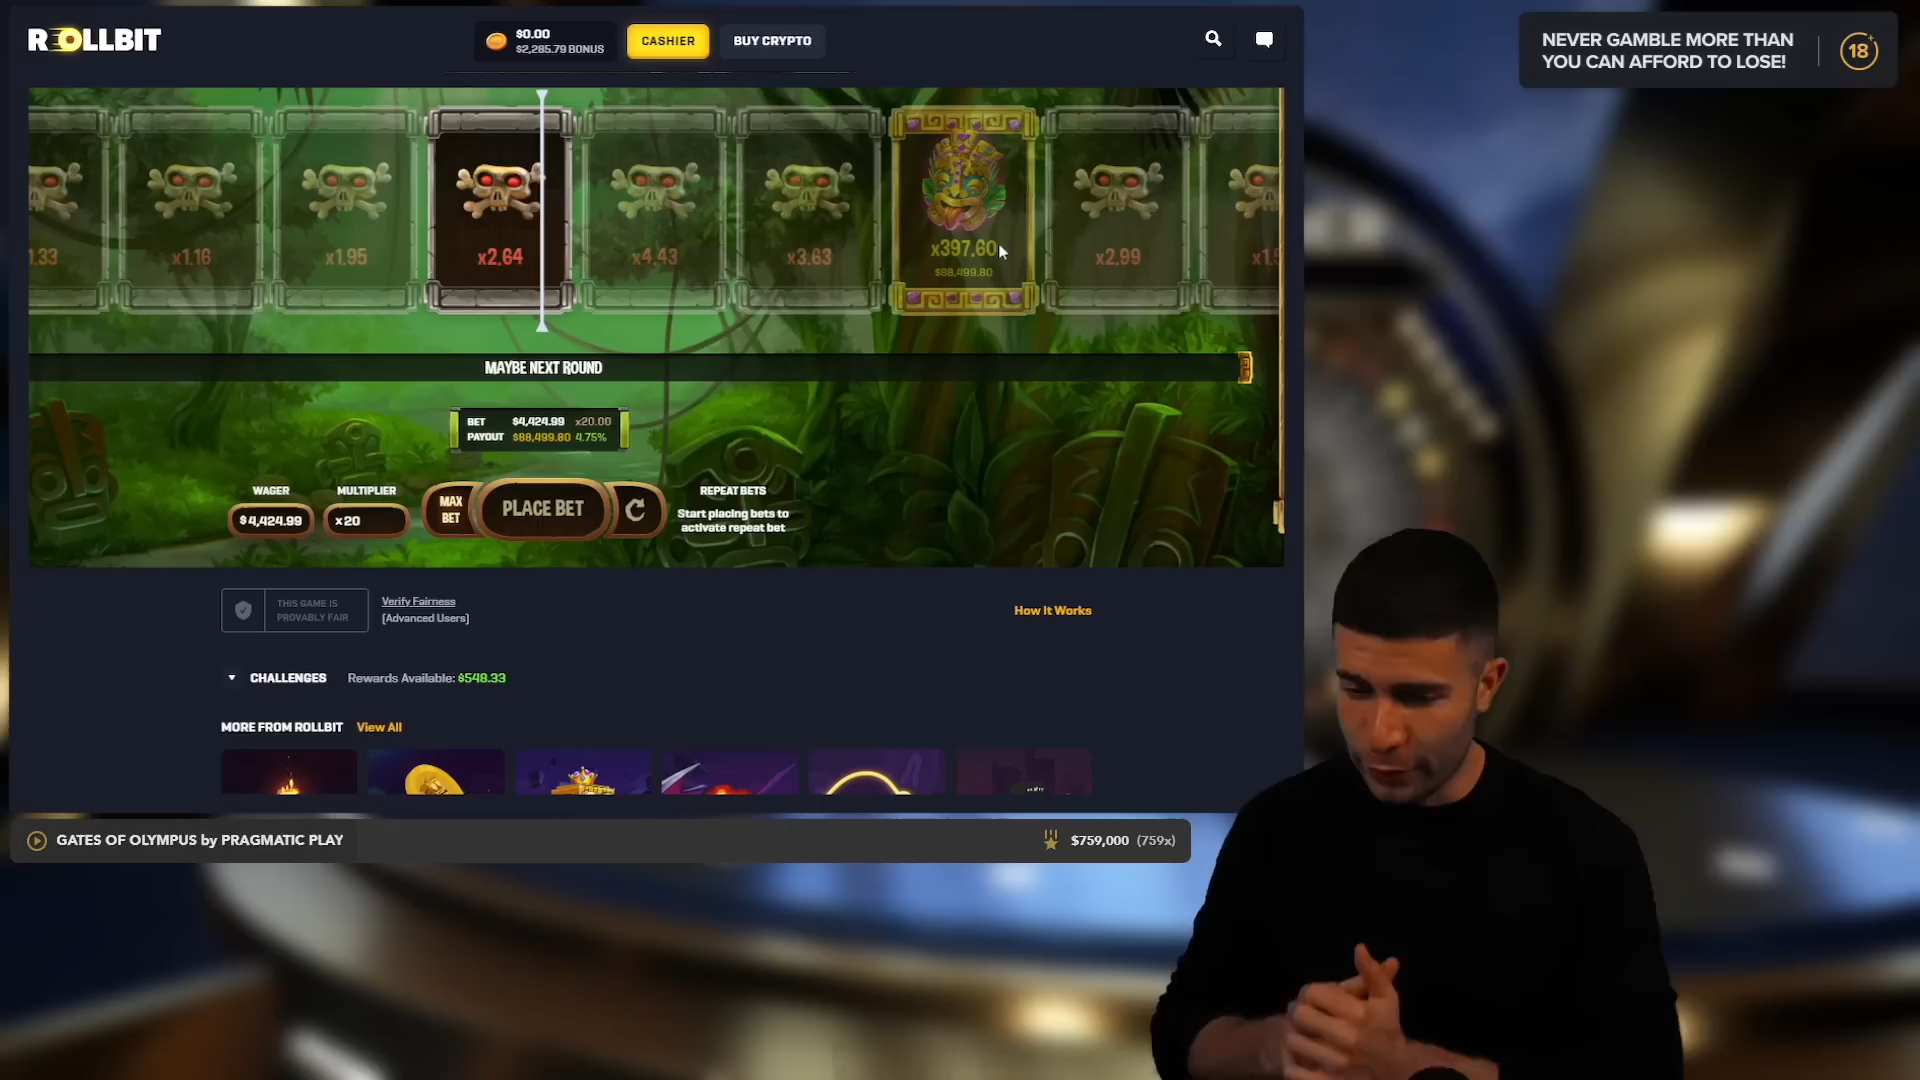 ROLLBIT
$0.00
$2,285.79 BONUS
CASHIER
BUY CRYPTO
NEVER GAMBLE MORE THAN
YOU CAN AFFORD TO LOSE!
18+
1.33
x1.16
x1.95
x2.64
x4.43
x3.63
x397.60
$88,499.80
x2.99
MAYBE NEXT ROUND
BET $4,424.99 x20.00
PAYOUT $88,499.80 4.75%
WAGER
$4,424.99
MULTIPLIER
x20
MAX
BET
PLACE BET
REPEAT BETS
Start placing bets to
activate repeat bet
THIS GAME IS
PROVABLY FAIR
Verify Fairness
[Advanced Users]
How It Works
CHALLENGES Rewards Available: $548.33
MORE FROM ROLLBIT View All
GATES OF OLYMPUS by PRAGMATIC PLAY
$759,000 (759x)